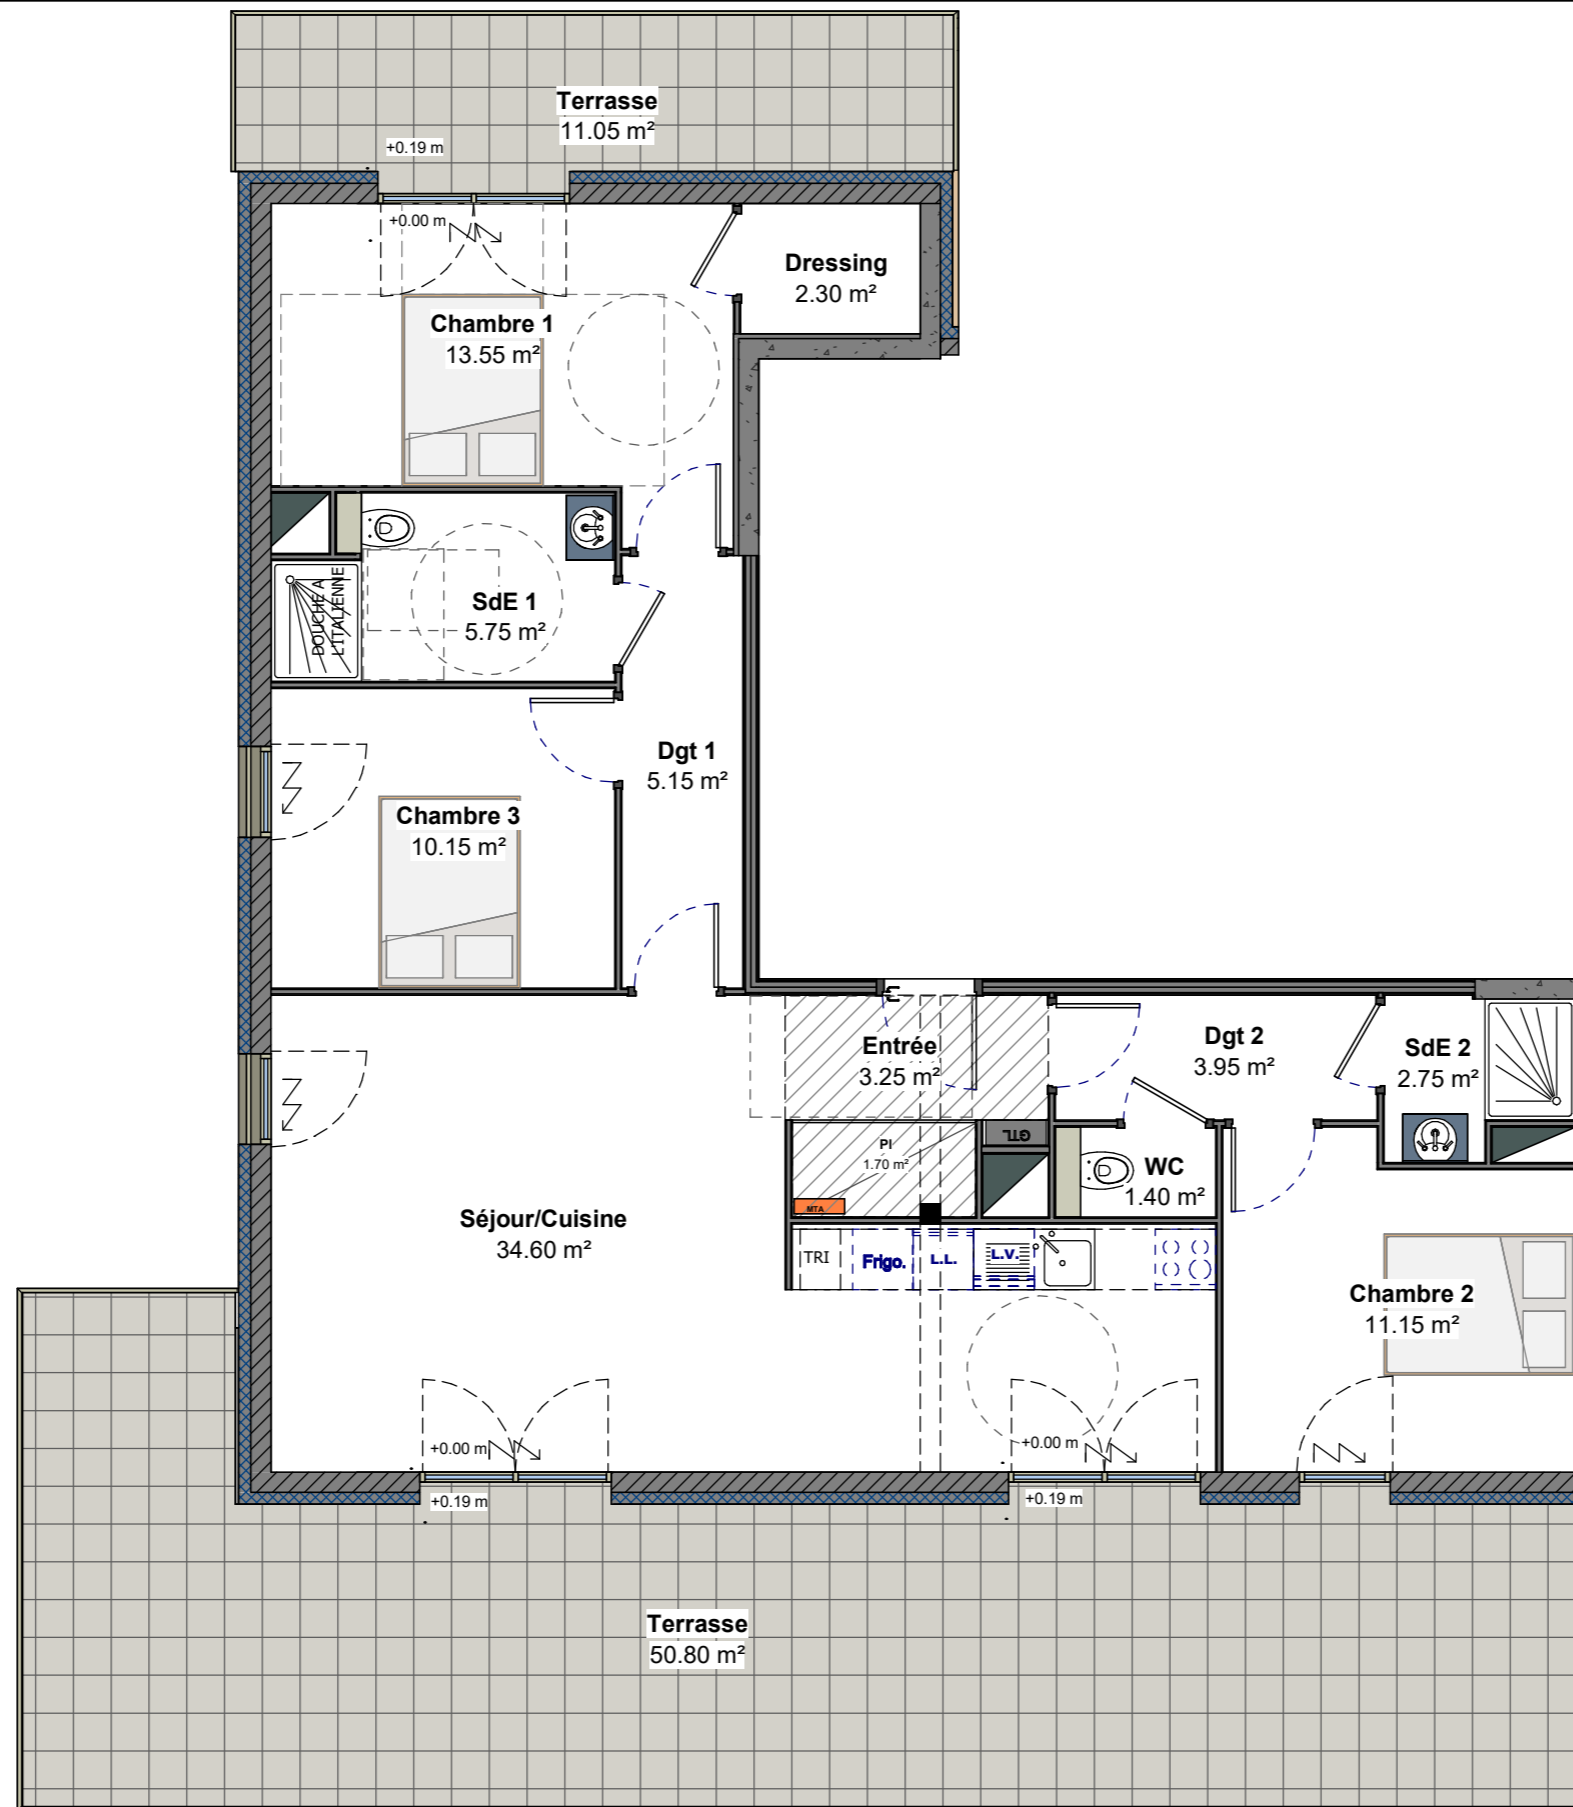 Terrasse
11.05 m²
+0.19 m
+0.00 m
Dressing
2.30 m²
Chambre 1
13.55 m²
DOUCHE A
L'ITALIENNE
SdE 1
5.75 m²
Dgt 1
5.15 m²
Chambre 3
10.15 m²
Entrée
3.25 m²
Dgt 2
3.95 m²
SdE 2
2.75 m²
GTL
Pl
1.70 m²
MTA
WC
1.40 m²
Séjour/Cuisine
34.60 m²
TRI
Frigo.
L.L.
L.V.
Chambre 2
11.15 m²
+0.00 m
+0.00 m
+0.19 m
+0.19 m
Terrasse
50.80 m²